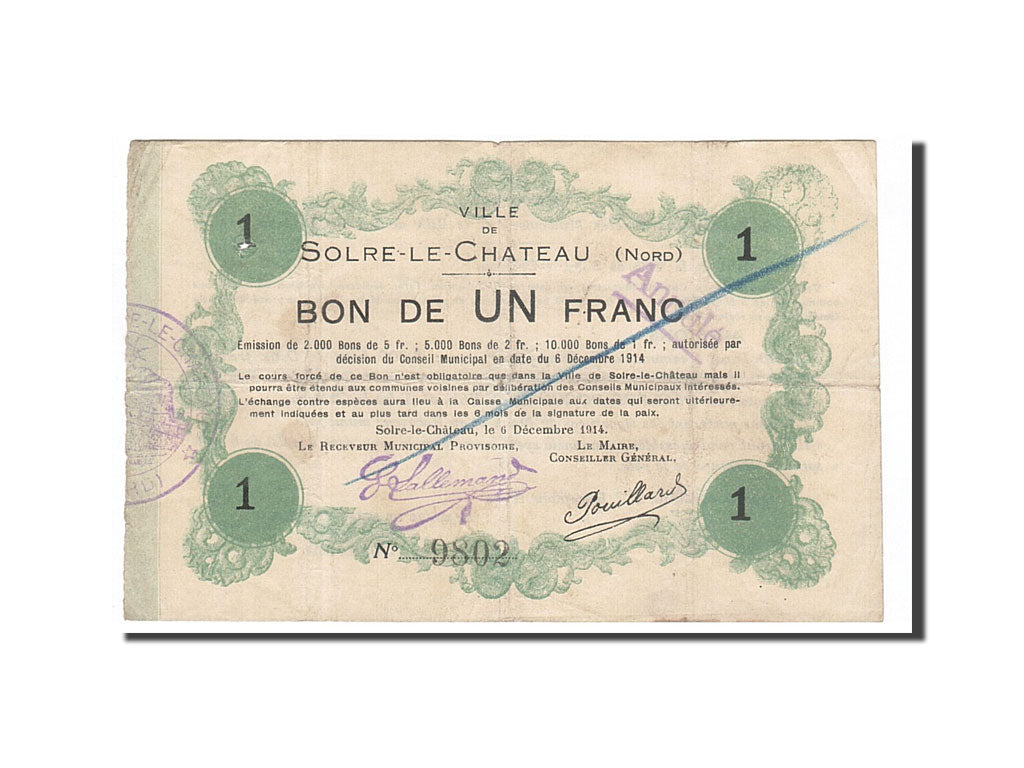 1
1
VILLE
DE
SOLRE-LE-CHATEAU (NORD)
BON DE UN FRANC
Annulé
Émission de 2.000 Bons de 5 fr. ; 5.000 Bons de 2 fr. ; 10.000 Bons de 1 fr. ; autorisée par
décision du Conseil Municipal en date du 6 Décembre 1914
Le cours forcé de ce Bon n'est obligatoire que dans la Ville de Solre-le-Château mais il
pourra être étendu aux communes voisines par délibération des Conseils Municipaux intéressés.
L'échange contre espèces aura lieu à la Caisse Municipale aux dates qui seront ultérieure-
ment indiquées et au plus tard dans les 6 mois de la signature de la paix.
Solre-le-Château, le 6 Décembre 1914.
LE RECEVEUR MUNICIPAL PROVISOIRE,
LE MAIRE,
CONSEILLER GÉNÉRAL.
Lallemand
Pouillard
1
1
N° 9802